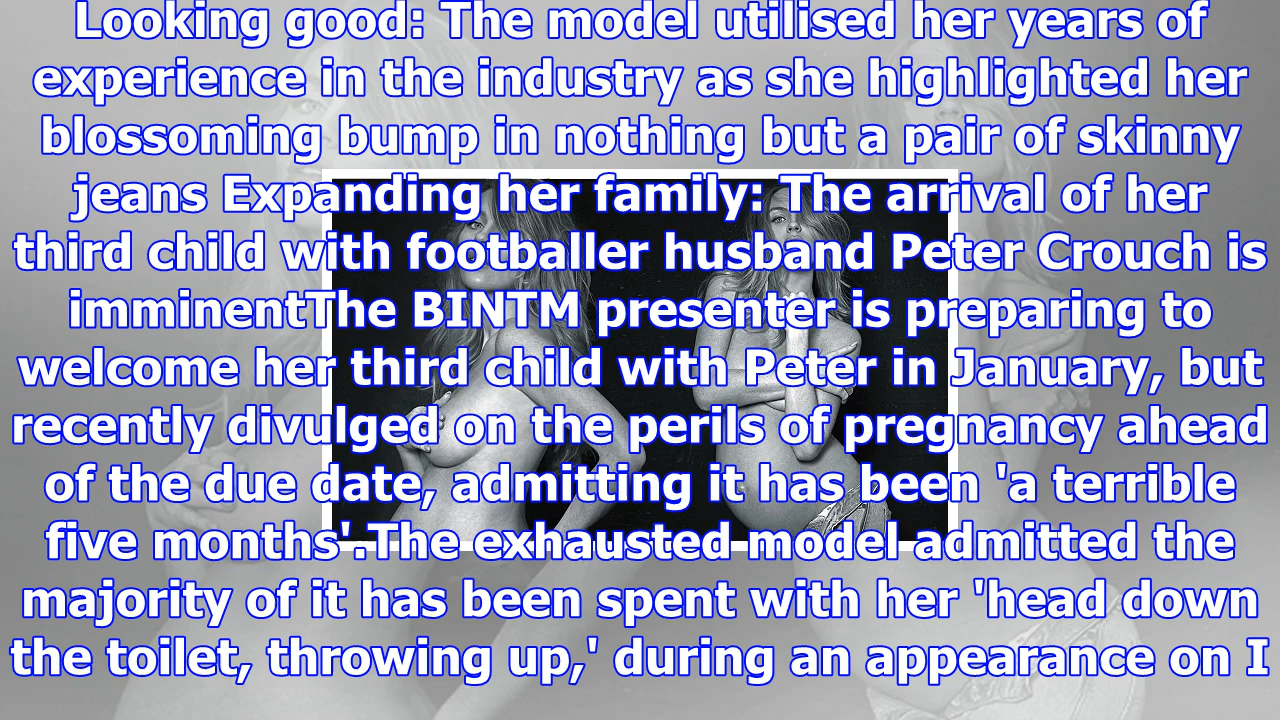 Looking good: The model utilised her years of
experience in the industry as she highlighted her
blossoming bump in nothing but a pair of skinny
jeans Expanding her family: The arrival of her
third child with footballer husband Peter Crouch is
imminentThe BINTM presenter is preparing to
welcome her third child with Peter in January, but
recently divulged on the perils of pregnancy ahead
of the due date, admitting it has been 'a terrible
five months'.The exhausted model admitted the
majority of it has been spent with her 'head down
the toilet, throwing up,' during an appearance on I